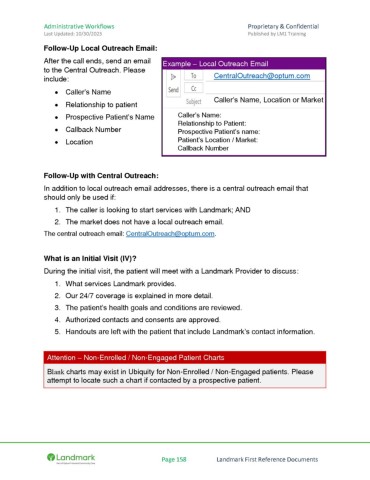 Administrative Workflows Proprietary & Confidential
Last Updated: 10/30/2023 Published by LM1 Training
Follow-Up Local Outreach Email:
After the call ends, send an email
to the Central Outreach. Please
include:
• Caller's Name
• Relationship to patient
• Prospective Patient's Name
• Callback Number
• Location
Example – Local Outreach Email
Send
To CentralOutreach@optum.com
Cc
Subject Caller's Name, Location or Market
Caller's Name:
Relationship to Patient:
Prospective Patient's name:
Patient's Location / Market:
Callback Number
Follow-Up with Central Outreach:
In addition to local outreach email addresses, there is a central outreach email that
should only be used if:
1. The caller is looking to start services with Landmark; AND
2. The market does not have a local outreach email.
The central outreach email: CentralOutreach@optum.com.
What is an Initial Visit (IV)?
During the initial visit, the patient will meet with a Landmark Provider to discuss:
1. What services Landmark provides.
2. Our 24/7 coverage is explained in more detail.
3. The patient's health goals and conditions are reviewed.
4. Authorized contacts and consents are approved.
5. Handouts are left with the patient that include Landmark's contact information.
Attention – Non-Enrolled / Non-Engaged Patient Charts
Blank charts may exist in Ubiquity for Non-Enrolled / Non-Engaged patients. Please
attempt to locate such a chart if contacted by a prospective patient.
Landmark
Page 158 Landmark First Reference Documents